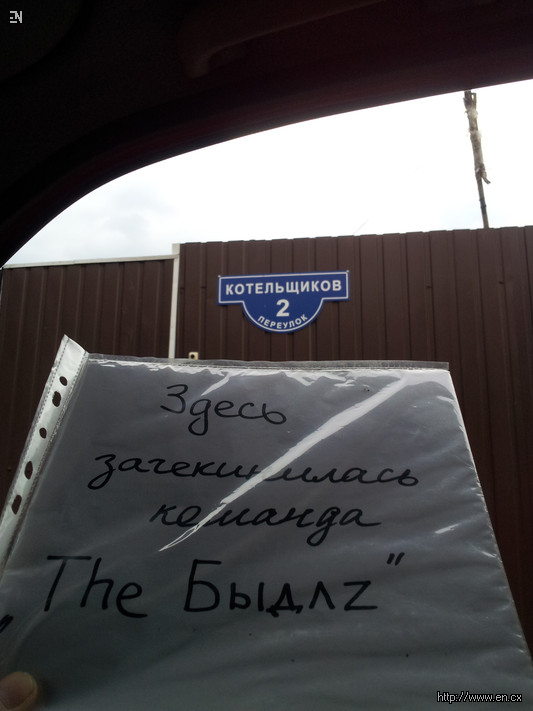 EN
КОТЕЛЬЩИКОВ
2
ПЕРЕУЛОК
Здесь
зачекинилась
команда
"The Быдлz"
http://www.en.cx